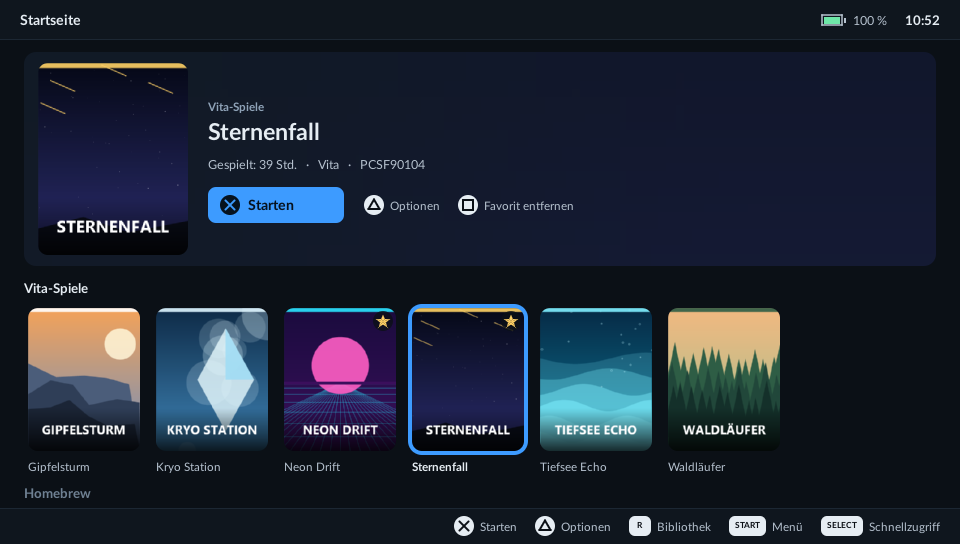 Startseite
100 %
10:52
STERNENFALL
Vita-Spiele
Sternenfall
Gespielt: 39 Std. · Vita · PCSF90104
Starten
Optionen
Favorit entfernen
Vita-Spiele
GIPFELSTURM
KRYO STATION
NEON DRIFT
STERNENFALL
TIEFSEE ECHO
WALDLÄUFER
Gipfelsturm
Kryo Station
Neon Drift
Sternenfall
Tiefsee Echo
Waldläufer
Homebrew
Starten
Optionen
R Bibliothek
START Menü
SELECT Schnellzugriff